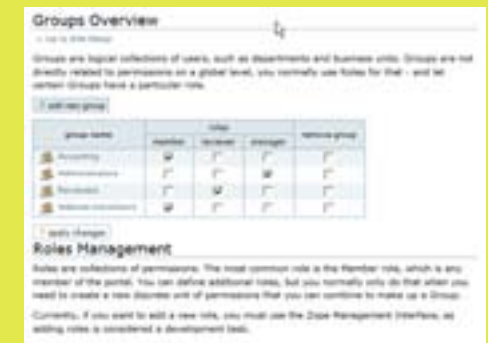 Groups Overview
Up to Site Setup
Groups are logical collections of users, such as departments and business units. Groups are not
directly related to permissions on a global level, you normally use Roles for that - and let
certain Groups have a particular role.
add new group
group name roles remove group
member reviewer manager
Accounting
Administrators
Reviewers
apply changes
Roles Management
Roles are collections of permissions. The most common role is the Member role, which is any
member of the portal. You can define additional roles, but you normally only do that when you
need to create a new discrete unit of permissions that you can combine to make up a Group.
Currently, if you want to add a new role, you must use the Zope Management Interface, as
adding roles is considered a development task.